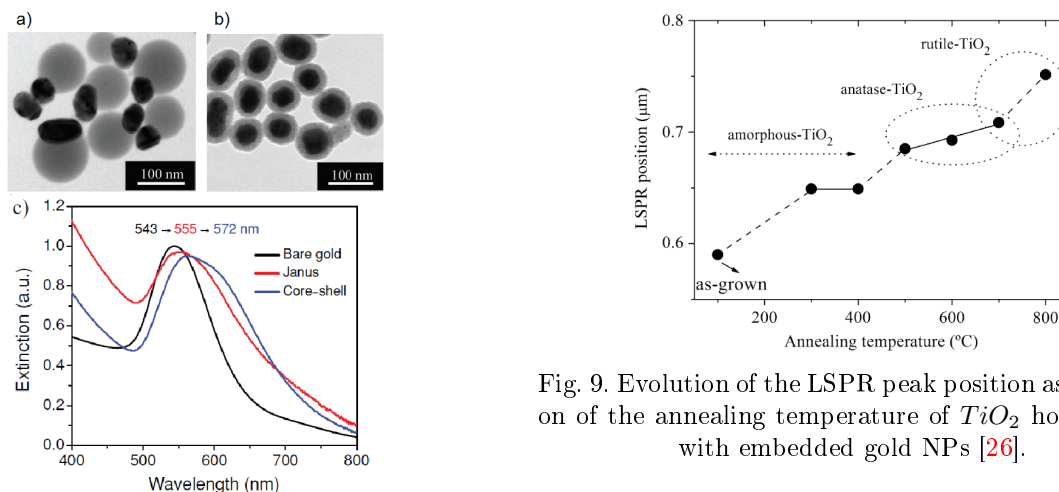 a)
b)
100 nm
100 nm
c)
1.2
1.0
0.8
0.6
0.4
0.2
0.0
Extinction (a.u.)
543 → 555 → 572 nm
Bare gold
Janus
Core–shell
400
500
600
700
800
Wavelength (nm)
0.8
0.7
0.6
LSPR position (μm)
rutile-TiO2
anatase-TiO2
amorphous-TiO2
as-grown
200
400
600
800
Annealing temperature (ºC)
Fig. 9. Evolution of the LSPR peak position as
on of the annealing temperature of TiO2 ho
with embedded gold NPs [26].